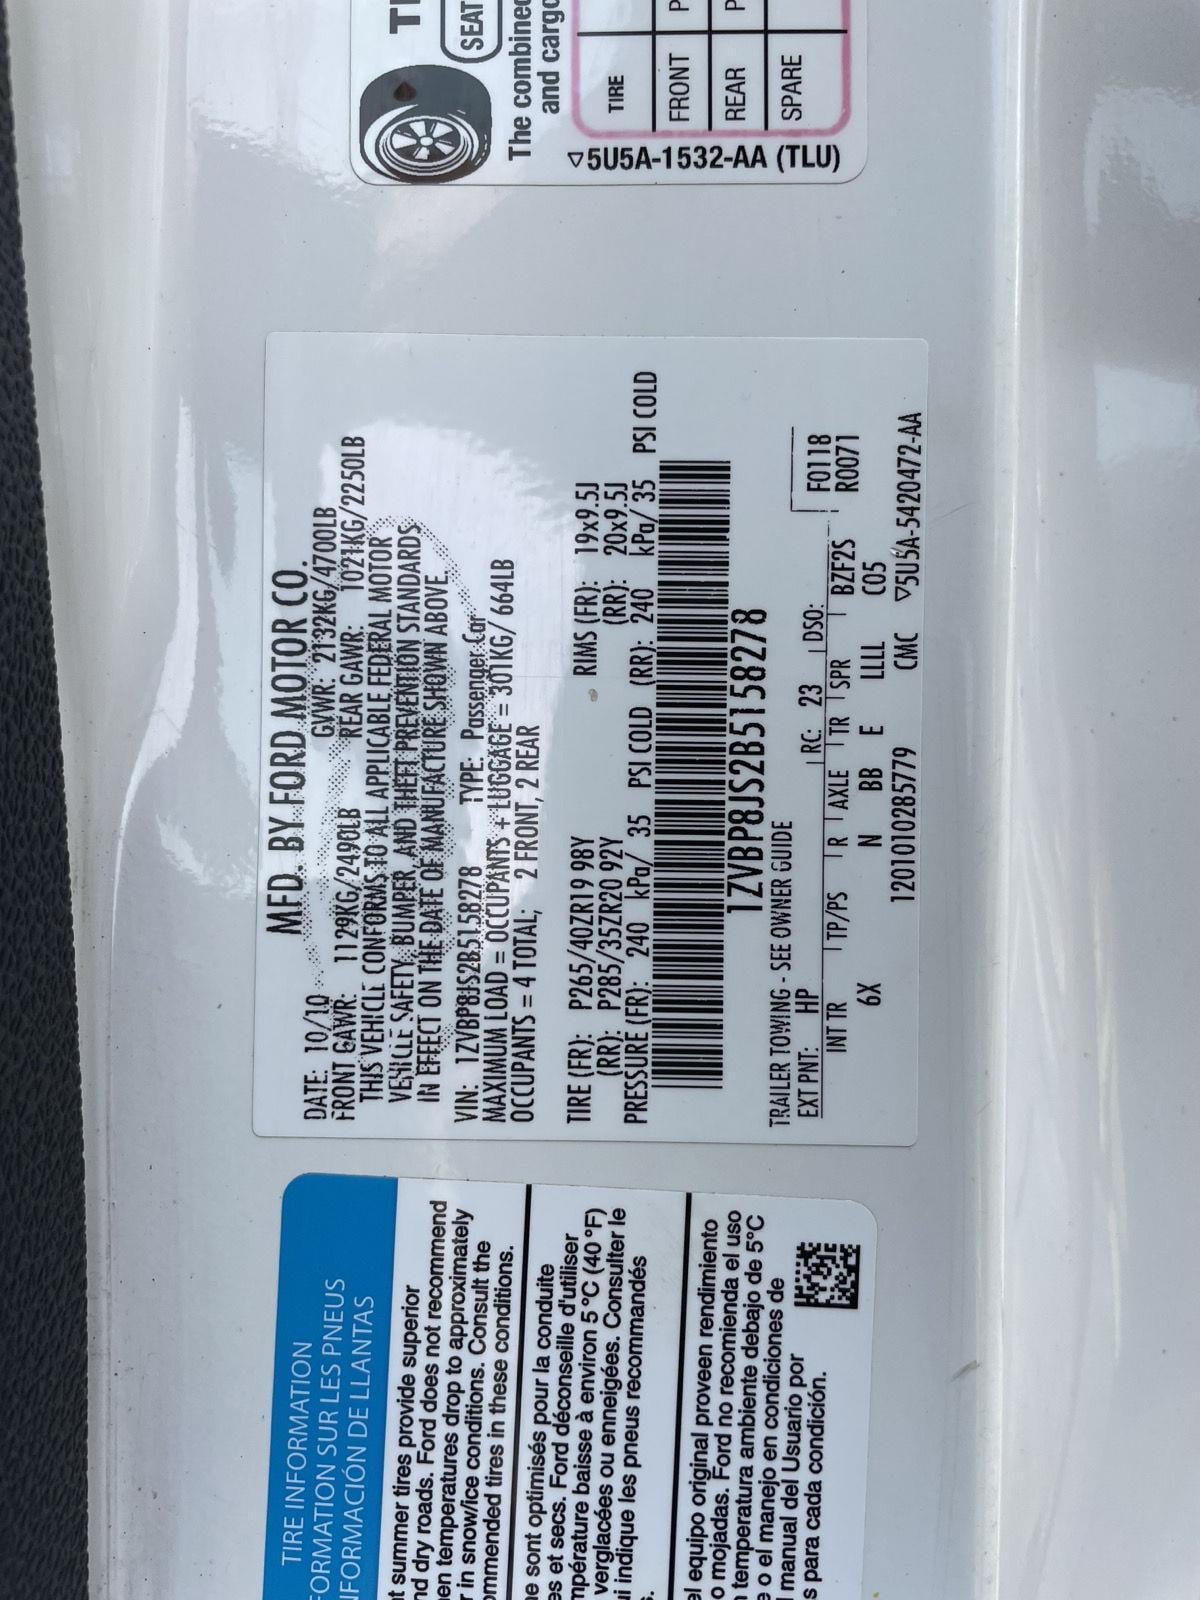 TIRE INFORMATION
ORMATION SUR LES PNEUS
NFORMACIÓN DE LLANTAS
summer tires provide superior
dry roads. Ford does not recommend
temperatures drop to approximately
r in snow/ice conditions. Consult the
ommended tires in these conditions.
sont optimisés pour la conduite
es et secs. Ford déconseille d'utiliser
mpérature baisse à environ 5 °C (40 °F)
verglacées ou enneigées. Consulter le
ui indique les pneus recommandés
s.
el equipo original proveen rendimiento
o mojadas. Ford no recomienda el uso
temperatura ambiente debajo de 5°C
e o el manejo en condiciones de
manual del Usuario por
s para cada condición.
MFD. BY FORD MOTOR CO.
DATE: 10/10 GVWR: 2132KG/4700LB
FRONT GAWR: 1129KG/2490LB REAR GAWR: 1021KG/2250LB
THIS VEHICLE CONFORMS TO ALL APPLICABLE FEDERAL MOTOR
VEHICLE SAFETY, BUMPER, AND THEFT PREVENTION STANDARDS
IN EFFECT ON THE DATE OF MANUFACTURE SHOWN ABOVE.
VIN: 1ZVBP8JS2B5158278 TYPE: Passenger Car
MAXIMUM LOAD = OCCUPANTS + LUGGAGE = 301KG/ 664LB
OCCUPANTS = 4 TOTAL; 2 FRONT, 2 REAR
TIRE (FR): P265/40ZR19 98Y RIMS (FR): 19x9.5J
(RR): P285/35ZR20 92Y (RR): 20x9.5J
PRESSURE (FR): 240 kPa/ 35 PSI COLD (RR): 240 kPa/ 35 PSI COLD
1ZVBP8JS2B5158278
TRAILER TOWING - SEE OWNER GUIDE
EXT PNT: HP RC: 23 DSO: F0118
INT TR TP/PS R AXLE TR SPR BZF2S R0071
6X N BB E LLLL C05
1201010285779 CMC ▽5U5A-5420472-AA
TI
SEAT
The combined
and cargo
TIRE
FRONT P
REAR P
SPARE
▽5U5A-1532-AA (TLU)